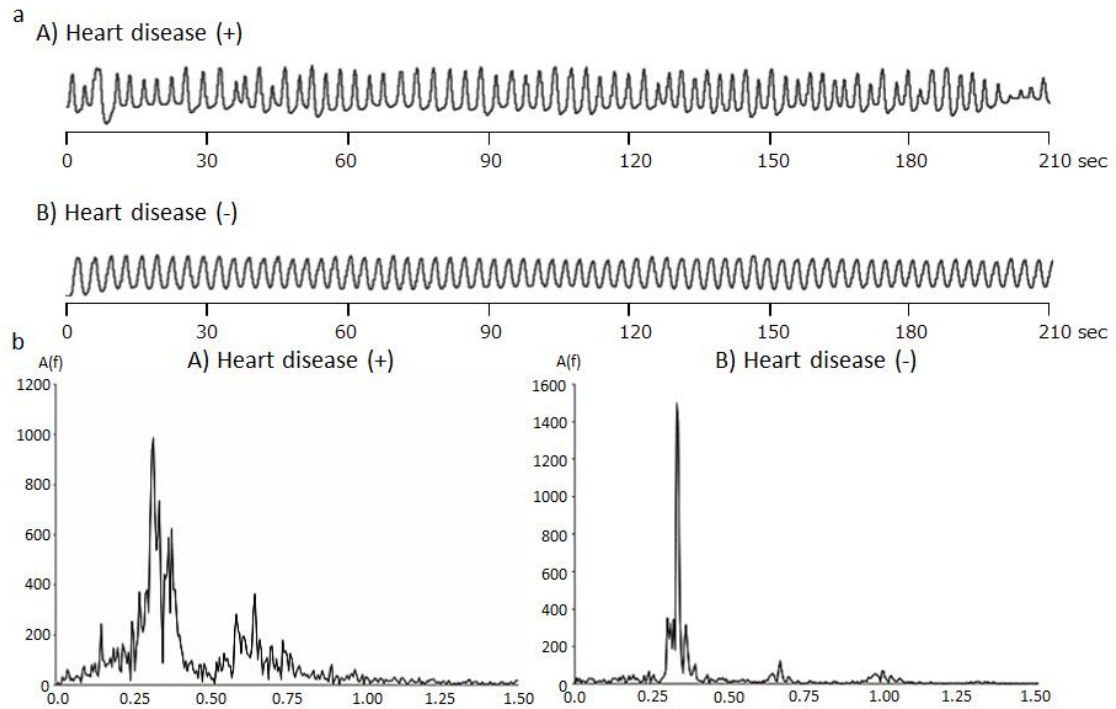 a
A) Heart disease (+)
0 30 60 90 120 150 180 210 sec
B) Heart disease (-)
0 30 60 90 120 150 180 210 sec
b
A(f) A) Heart disease (+)
1200
1000
800
600
400
200
0
0.0 0.25 0.50 0.75 1.00 1.25 1.50
A(f) B) Heart disease (-)
1600
1400
1200
1000
800
600
400
200
0
0.0 0.25 0.50 0.75 1.00 1.25 1.50